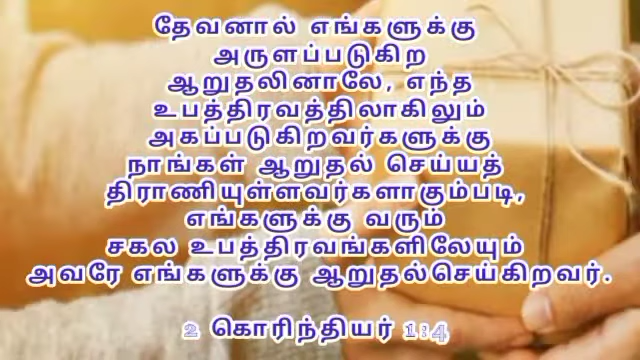 தேவனால் எங்களுக்கு
அருளப்படுகிற
ஆறுதலினாலே, எந்த
உபத்திரவத்திலாகிலும்
அகப்படுகிறவர்களுக்கு
நாங்கள் ஆறுதல் செய்யத்
திராணியுள்ளவர்களாகும்படி,
எங்களுக்கு வரும்
சகல உபத்திரவங்களிலேயும்
அவரே எங்களுக்கு ஆறுதல்செய்கிறவர்.
2 கொரிந்தியர் 1:4